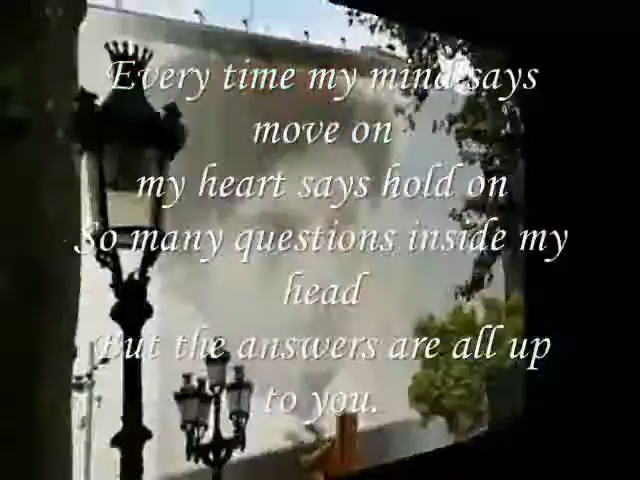 Every time my mind says
move on
my heart says hold on
So many questions inside my
head
But the answers are all up
to you.